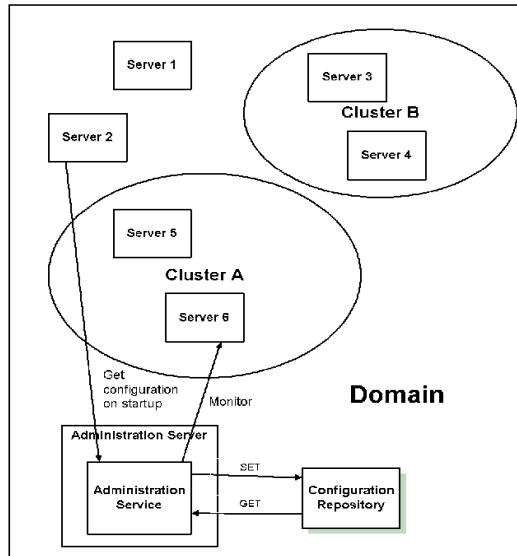 Server 1
Server 3
Cluster B
Server 2
Server 4
Server 5
Cluster A
Server 6
Get
configuration
on startup
Monitor
Domain
Administration Server
Administration
Service
SET
GET
Configuration
Repository